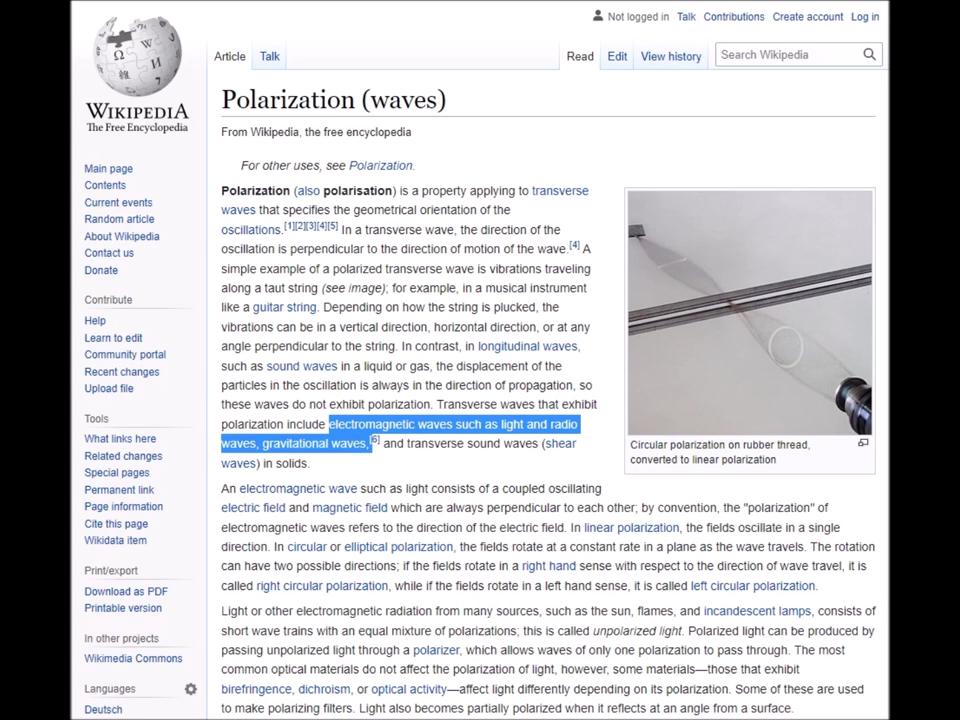 Not logged in Talk Contributions Create account Log in
Article Talk Read Edit View history Search Wikipedia
WIKIPEDIA
The Free Encyclopedia
Main page
Contents
Current events
Random article
About Wikipedia
Contact us
Donate
Contribute
Help
Learn to edit
Community portal
Recent changes
Upload file
Tools
What links here
Related changes
Special pages
Permanent link
Page information
Cite this page
Wikidata item
Print/export
Download as PDF
Printable version
In other projects
Wikimedia Commons
Languages
Deutsch
Polarization (waves)
From Wikipedia, the free encyclopedia
For other uses, see Polarization.
Polarization (also polarisation) is a property applying to transverse
waves that specifies the geometrical orientation of the
oscillations.[1][2][3][4][5] In a transverse wave, the direction of the
oscillation is perpendicular to the direction of motion of the wave.[4] A
simple example of a polarized transverse wave is vibrations traveling
along a taut string (see image); for example, in a musical instrument
like a guitar string. Depending on how the string is plucked, the
vibrations can be in a vertical direction, horizontal direction, or at any
angle perpendicular to the string. In contrast, in longitudinal waves,
such as sound waves in a liquid or gas, the displacement of the
particles in the oscillation is always in the direction of propagation, so
these waves do not exhibit polarization. Transverse waves that exhibit
polarization include electromagnetic waves such as light and radio
waves, gravitational waves,[6] and transverse sound waves (shear
waves) in solids.
Circular polarization on rubber thread,
converted to linear polarization
An electromagnetic wave such as light consists of a coupled oscillating
electric field and magnetic field which are always perpendicular to each other; by convention, the "polarization" of
electromagnetic waves refers to the direction of the electric field. In linear polarization, the fields oscillate in a single
direction. In circular or elliptical polarization, the fields rotate at a constant rate in a plane as the wave travels. The rotation
can have two possible directions; if the fields rotate in a right hand sense with respect to the direction of wave travel, it is
called right circular polarization, while if the fields rotate in a left hand sense, it is called left circular polarization.
Light or other electromagnetic radiation from many sources, such as the sun, flames, and incandescent lamps, consists of
short wave trains with an equal mixture of polarizations; this is called unpolarized light. Polarized light can be produced by
passing unpolarized light through a polarizer, which allows waves of only one polarization to pass through. The most
common optical materials do not affect the polarization of light, however, some materials—those that exhibit
birefringence, dichroism, or optical activity—affect light differently depending on its polarization. Some of these are used
to make polarizing filters. Light also becomes partially polarized when it reflects at an angle from a surface.